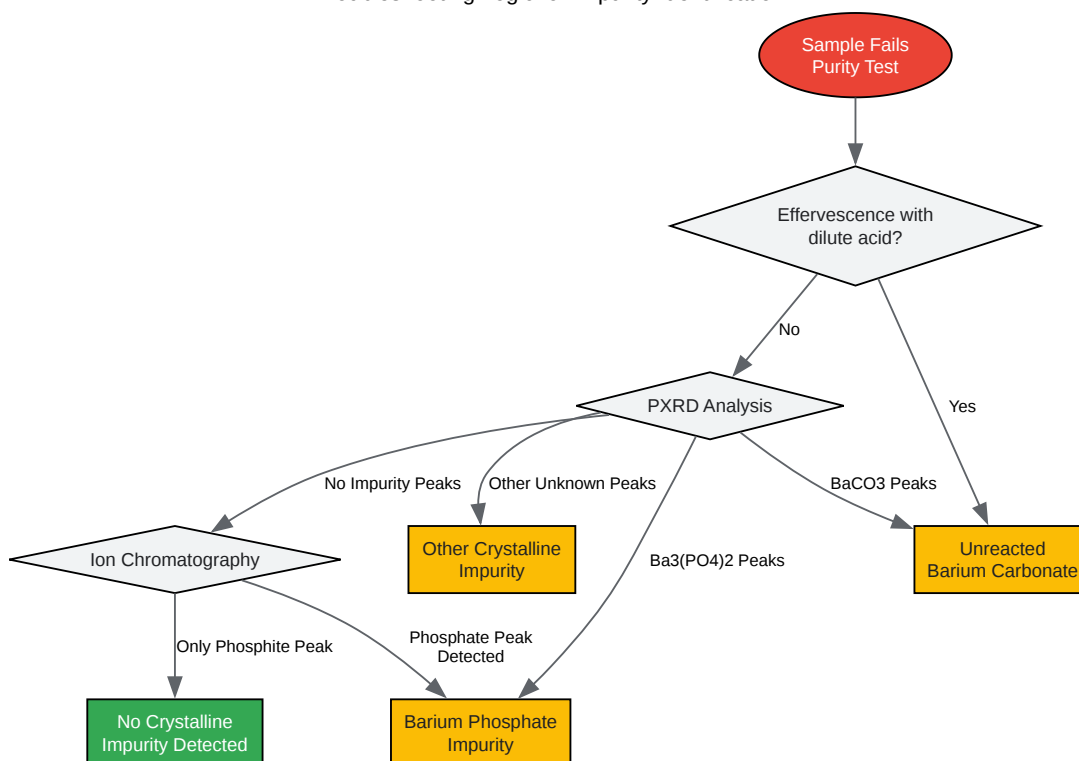 Sample Fails
Purity Test
Effervescence with
dilute acid?
No
Yes
PXRD Analysis
No Impurity Peaks
Other Unknown Peaks
BaCO3 Peaks
Ion Chromatography
Other Crystalline
Impurity
Ba3(PO4)2 Peaks
Unreacted
Barium Carbonate
Only Phosphite Peak
Phosphate Peak
Detected
No Crystalline
Impurity Detected
Barium Phosphate
Impurity